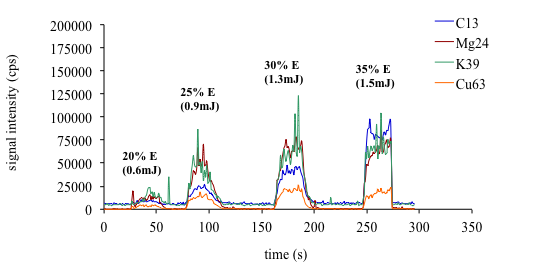 200000
175000
150000
125000
100000
75000
50000
25000
0
signal intensity (cps)
20% E
(0.6mJ)
25% E
(0.9mJ)
30% E
(1.3mJ)
35% E
(1.5mJ)
C13
Mg24
K39
Cu63
0 50 100 150 200 250 300 350
time (s)